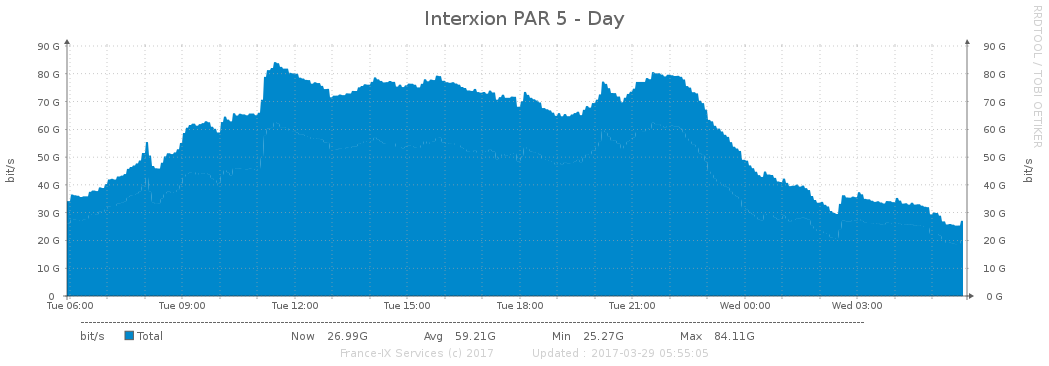 Interxion PAR 5 - Day
RRDTOOL / TOBI OETIKER
90 G 90 G
80 G 80 G
70 G 70 G
60 G 60 G
50 G 50 G
40 G 40 G
30 G 30 G
20 G 20 G
10 G 10 G
0 0 G
bit/s
bit/s
Tue 06:00 Tue 09:00 Tue 12:00 Tue 15:00 Tue 18:00 Tue 21:00 Wed 00:00 Wed 03:00
bit/s Total Now 26.99G Avg 59.21G Min 25.27G Max 84.11G
France-IX Services (c) 2017 Updated : 2017-03-29 05:55:05